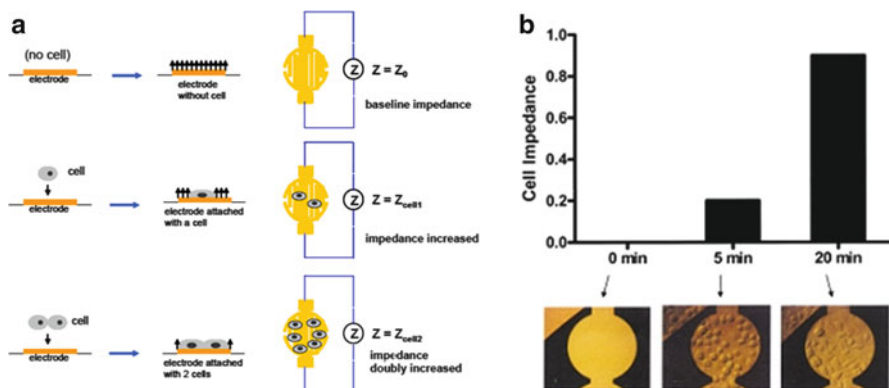 a
(no cell)
electrode
electrode
without cell
Z
Z = Z0
baseline impedance
cell
electrode
electrode attached
with a cell
Z
Z = Zcell1
impedance increased
cell
electrode
electrode attached
with 2 cells
Z
Z = Zcell2
impedance
doubly increased
b
Cell Impedance
1.0
0.8
0.6
0.4
0.2
0.0
0 min
5 min
20 min